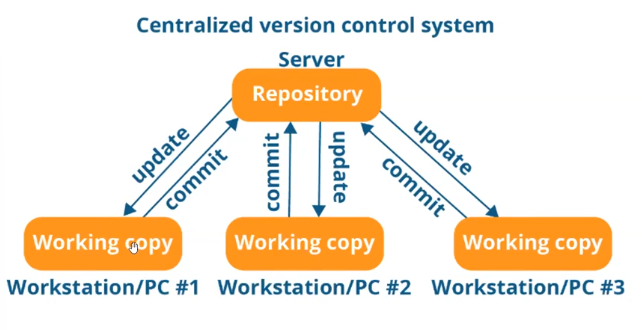 Centralized version control system
Server
Repository
update
commit
commit
update
update
commit
Working copy
Working copy
Working copy
Workstation/PC #1
Workstation/PC #2
Workstation/PC #3